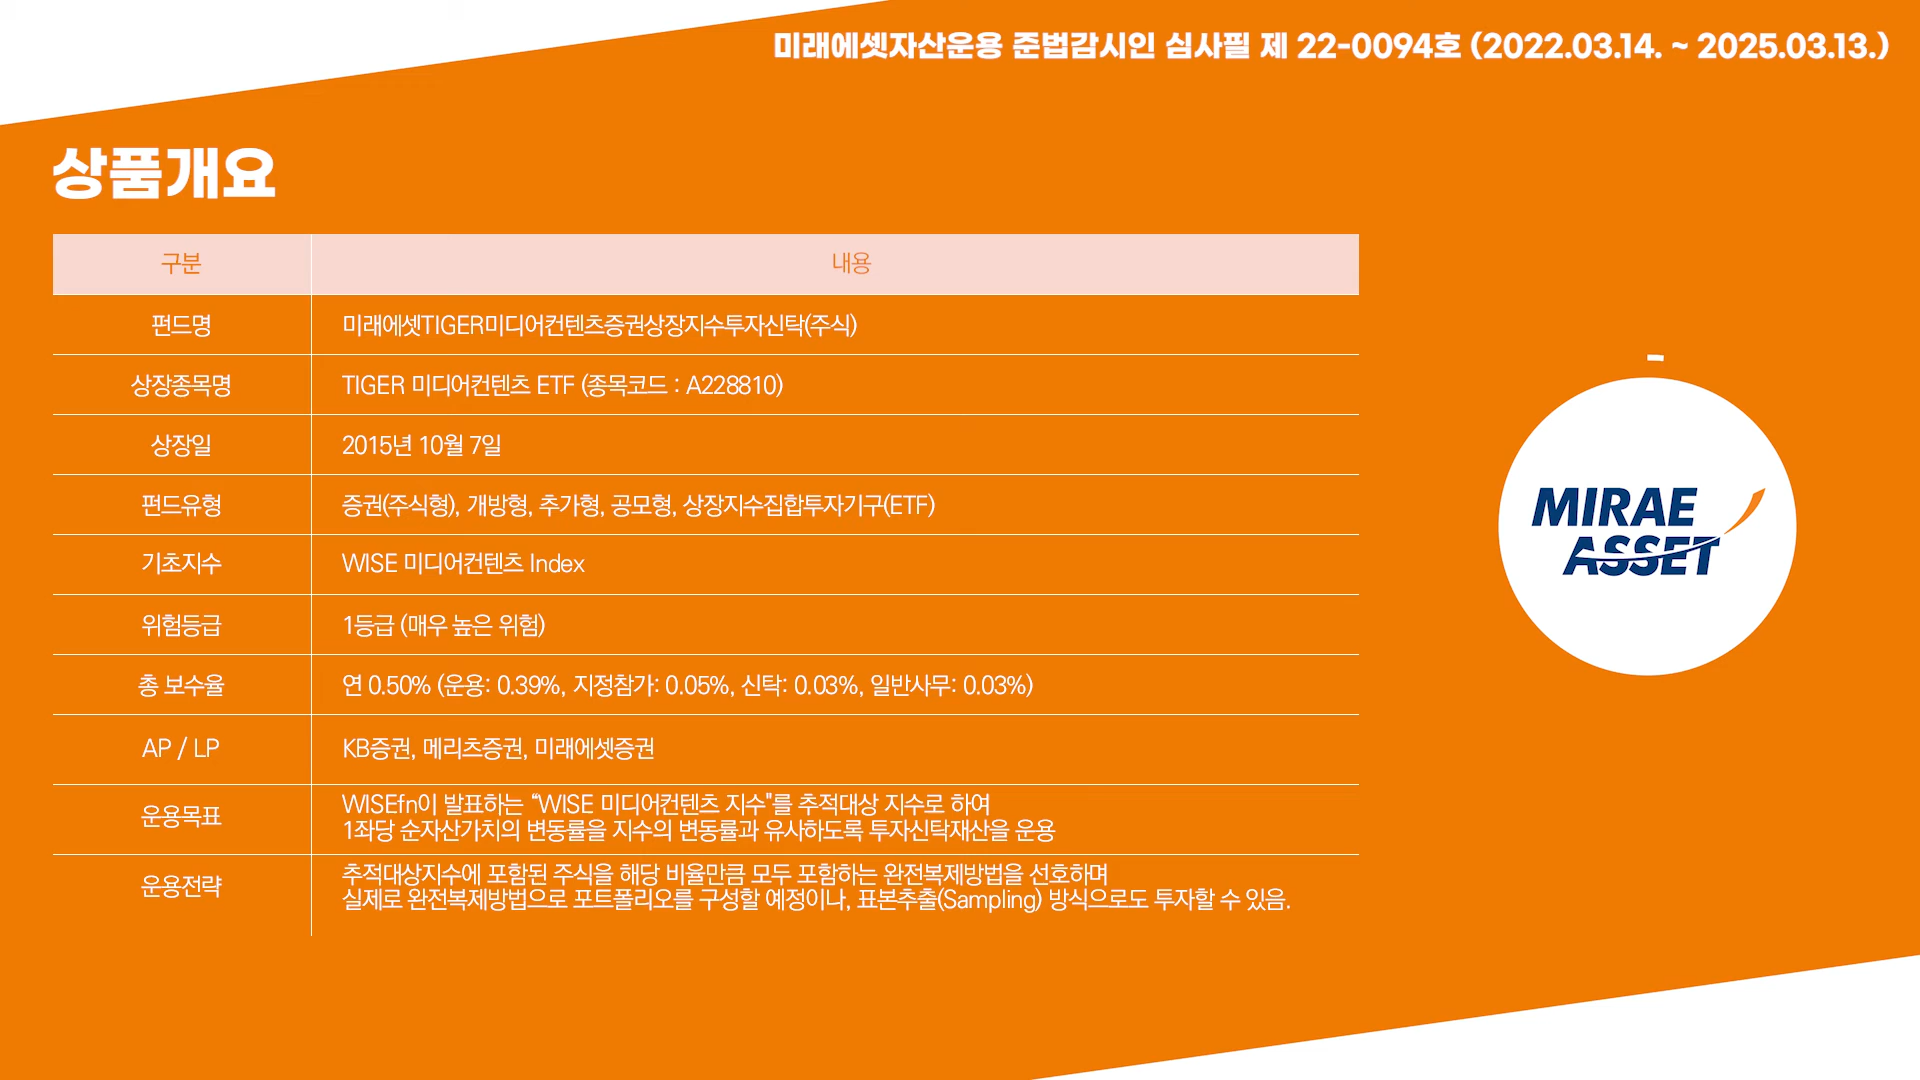 미래에셋자산운용 준법감시인 심사필 제 22-0094호 (2022.03.14. ~ 2025.03.13.)
상품개요
구분 내용
펀드명 미래에셋TIGER미디어컨텐츠증권상장지수투자신탁(주식)
상장종목명 TIGER 미디어컨텐츠 ETF (종목코드 : A228810)
상장일 2015년 10월 7일
펀드유형 증권(주식형), 개방형, 추가형, 공모형, 상장지수집합투자기구(ETF)
기초지수 WISE 미디어컨텐츠 Index
위험등급 1등급 (매우 높은 위험)
총 보수율 연 0.50% (운용: 0.39%, 지정참가: 0.05%, 신탁: 0.03%, 일반사무: 0.03%)
AP / LP KB증권, 메리츠증권, 미래에셋증권
운용목표 WISEfn이 발표하는 “WISE 미디어컨텐츠 지수"를 추적대상 지수로 하여
1좌당 순자산가치의 변동률을 지수의 변동률과 유사하도록 투자신탁재산을 운용
운용전략 추적대상지수에 포함된 주식을 해당 비율만큼 모두 포함하는 완전복제방법을 선호하며
실제로 완전복제방법으로 포트폴리오를 구성할 예정이나, 표본추출(Sampling) 방식으로도 투자할 수 있음.
MIRAE
ASSET